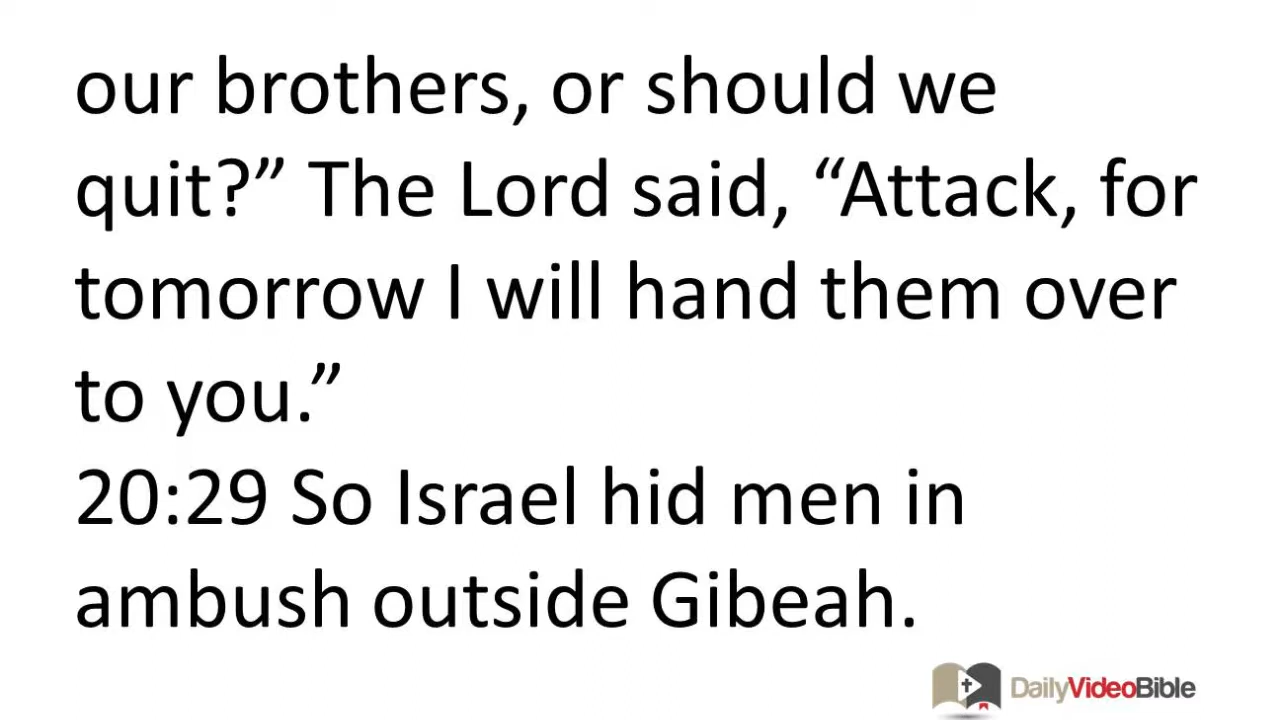 our brothers, or should we
quit?” The Lord said, “Attack, for
tomorrow I will hand them over
to you.”
20:29 So Israel hid men in
ambush outside Gibeah.
DailyVideoBible